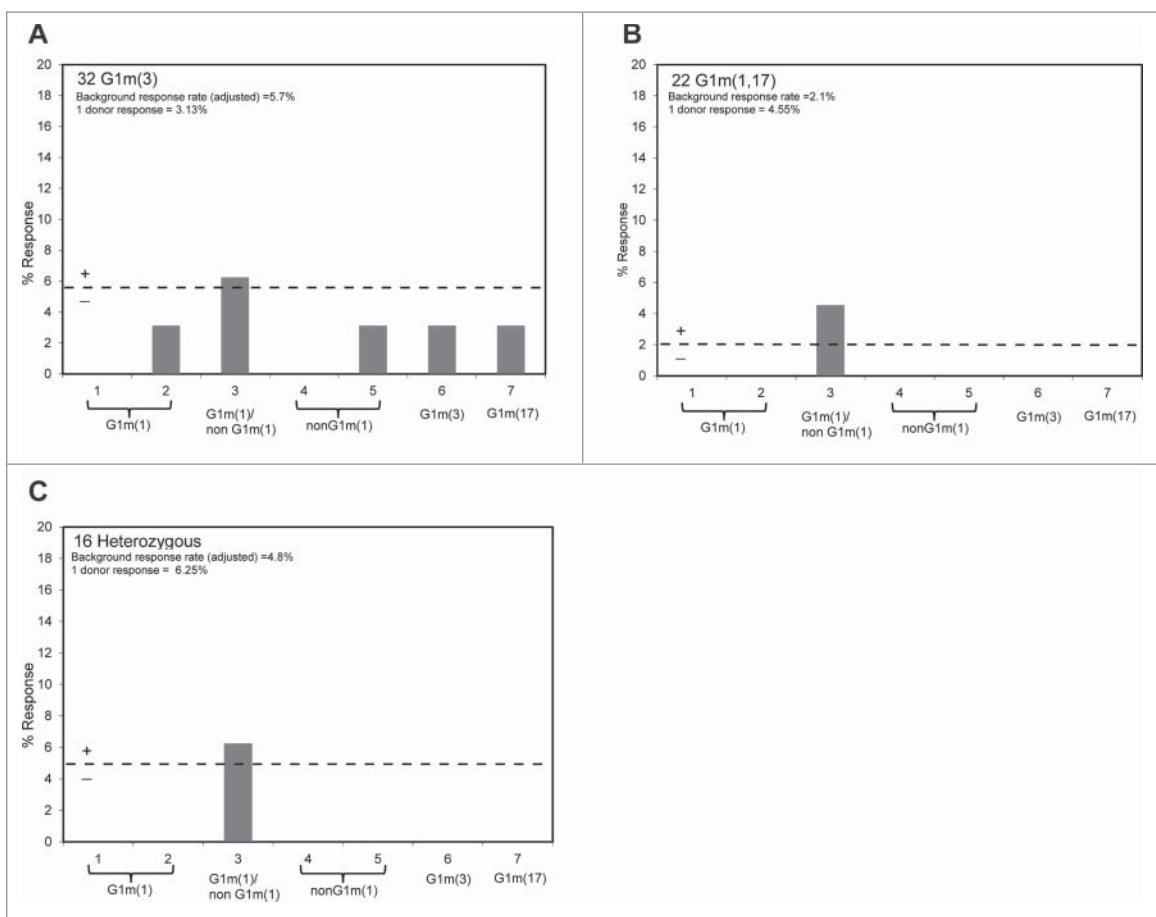 A
32 G1m(3)
Background response rate (adjusted) =5.7%
1 donor response = 3.13%
% Response
20
18
16
14
12
10
8
6
4
2
0
+
–
1 2 3 4 5 6 7
G1m(1)
G1m(1)/
non G1m(1)
nonG1m(1)
G1m(3)
G1m(17)
B
22 G1m(1,17)
Background response rate =2.1%
1 donor response = 4.55%
% Response
20
18
16
14
12
10
8
6
4
2
0
+
–
1 2 3 4 5 6 7
G1m(1)
G1m(1)/
non G1m(1)
nonG1m(1)
G1m(3)
G1m(17)
C
16 Heterozygous
Background response rate (adjusted) =4.8%
1 donor response = 6.25%
% Response
20
18
16
14
12
10
8
6
4
2
0
+
–
1 2 3 4 5 6 7
G1m(1)
G1m(1)/
non G1m(1)
nonG1m(1)
G1m(3)
G1m(17)